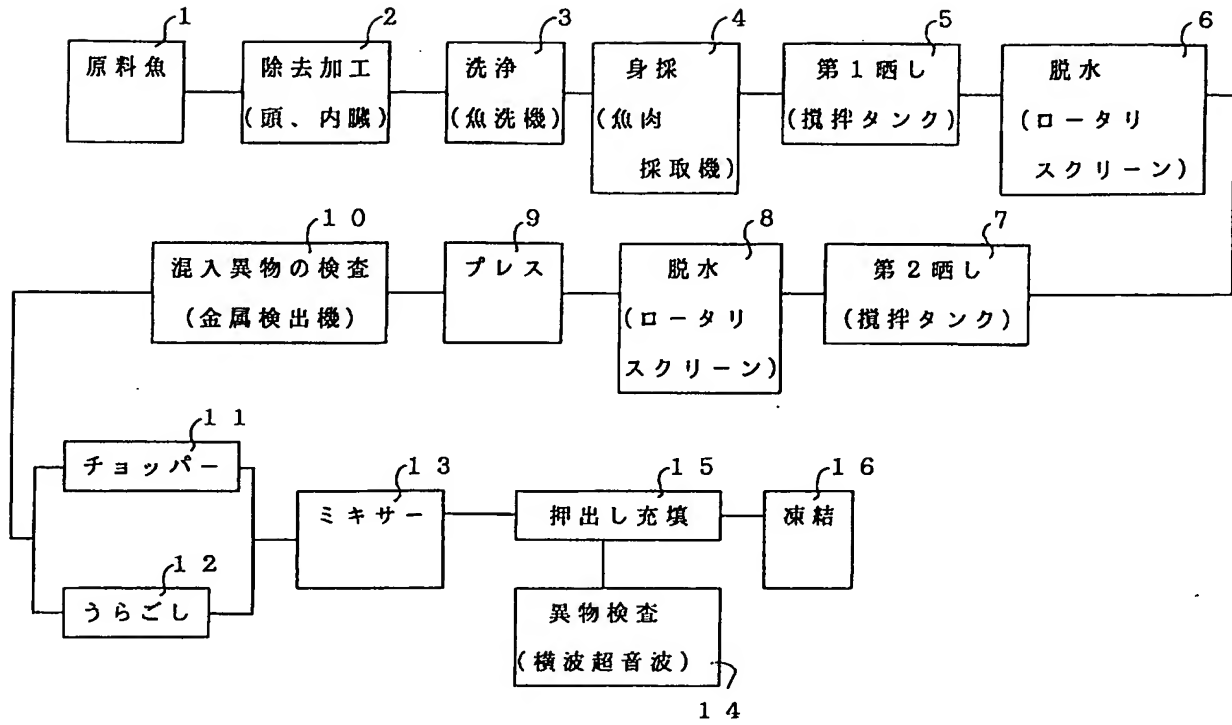 1
原料魚
2
除去加工
(頭、内臓)
3
洗浄
(魚洗機)
4
身採
(魚肉
採取機)
5
第1晒し
(攪拌タンク)
6
脱水
(ロータリ
スクリーン)
10
混入異物の検査
(金属検出機)
9
プレス
8
脱水
(ロータリ
スクリーン)
7
第2晒し
(攪拌タンク)
11
チョッパー
12
うらごし
13
ミキサー
15
押出し充填
16
凍結
異物検査
(横波超音波)
14